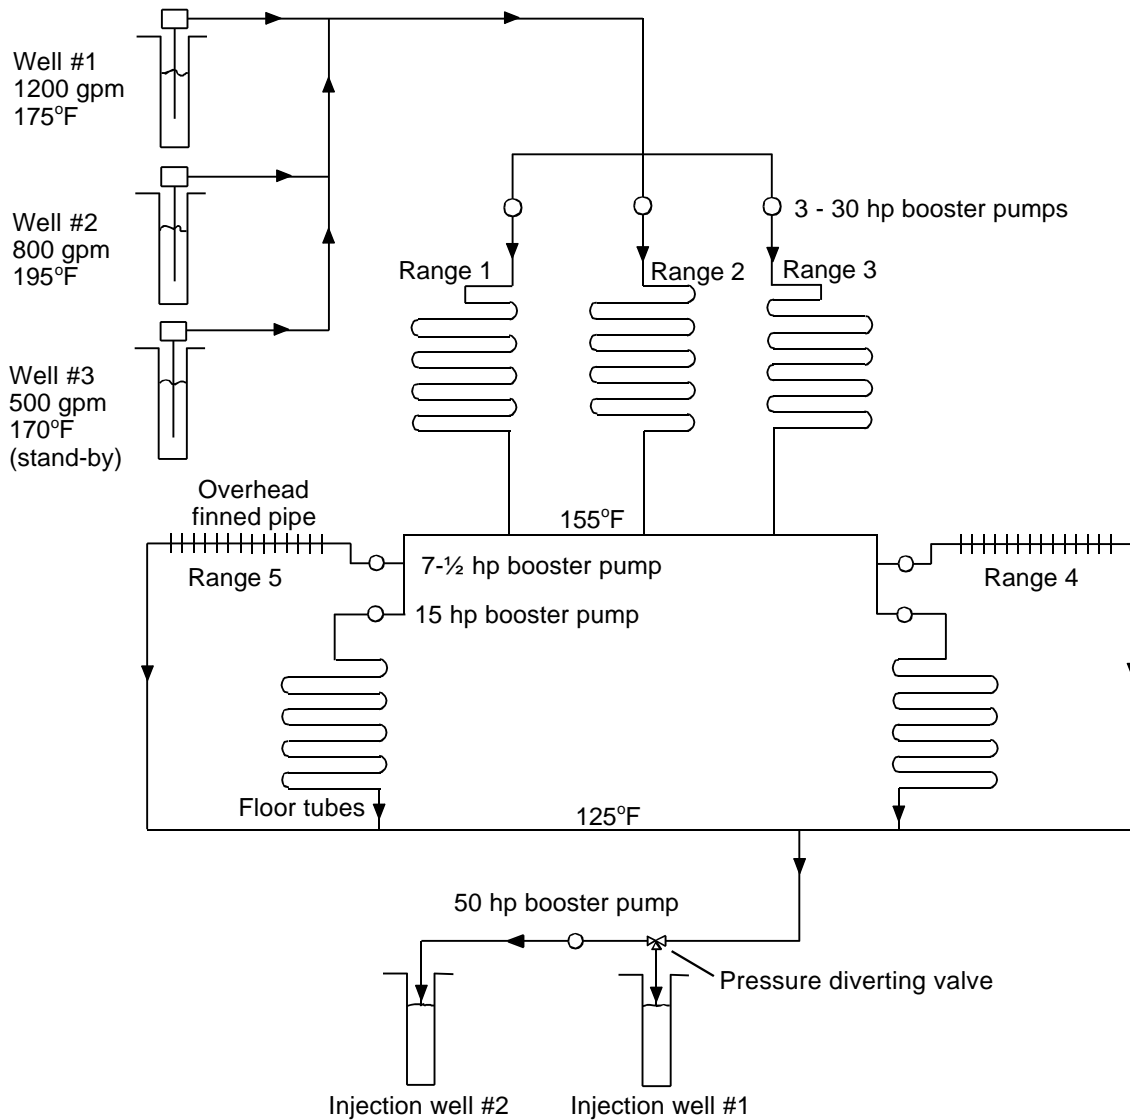 Well #1
1200 gpm
175°F
Well #2
800 gpm
195°F
Well #3
500 gpm
170°F
(stand-by)
3 - 30 hp booster pumps
Range 1
Range 2
Range 3
Overhead
finned pipe
155°F
Range 5
7-½ hp booster pump
Range 4
15 hp booster pump
Floor tubes
125°F
50 hp booster pump
Pressure diverting valve
Injection well #2
Injection well #1